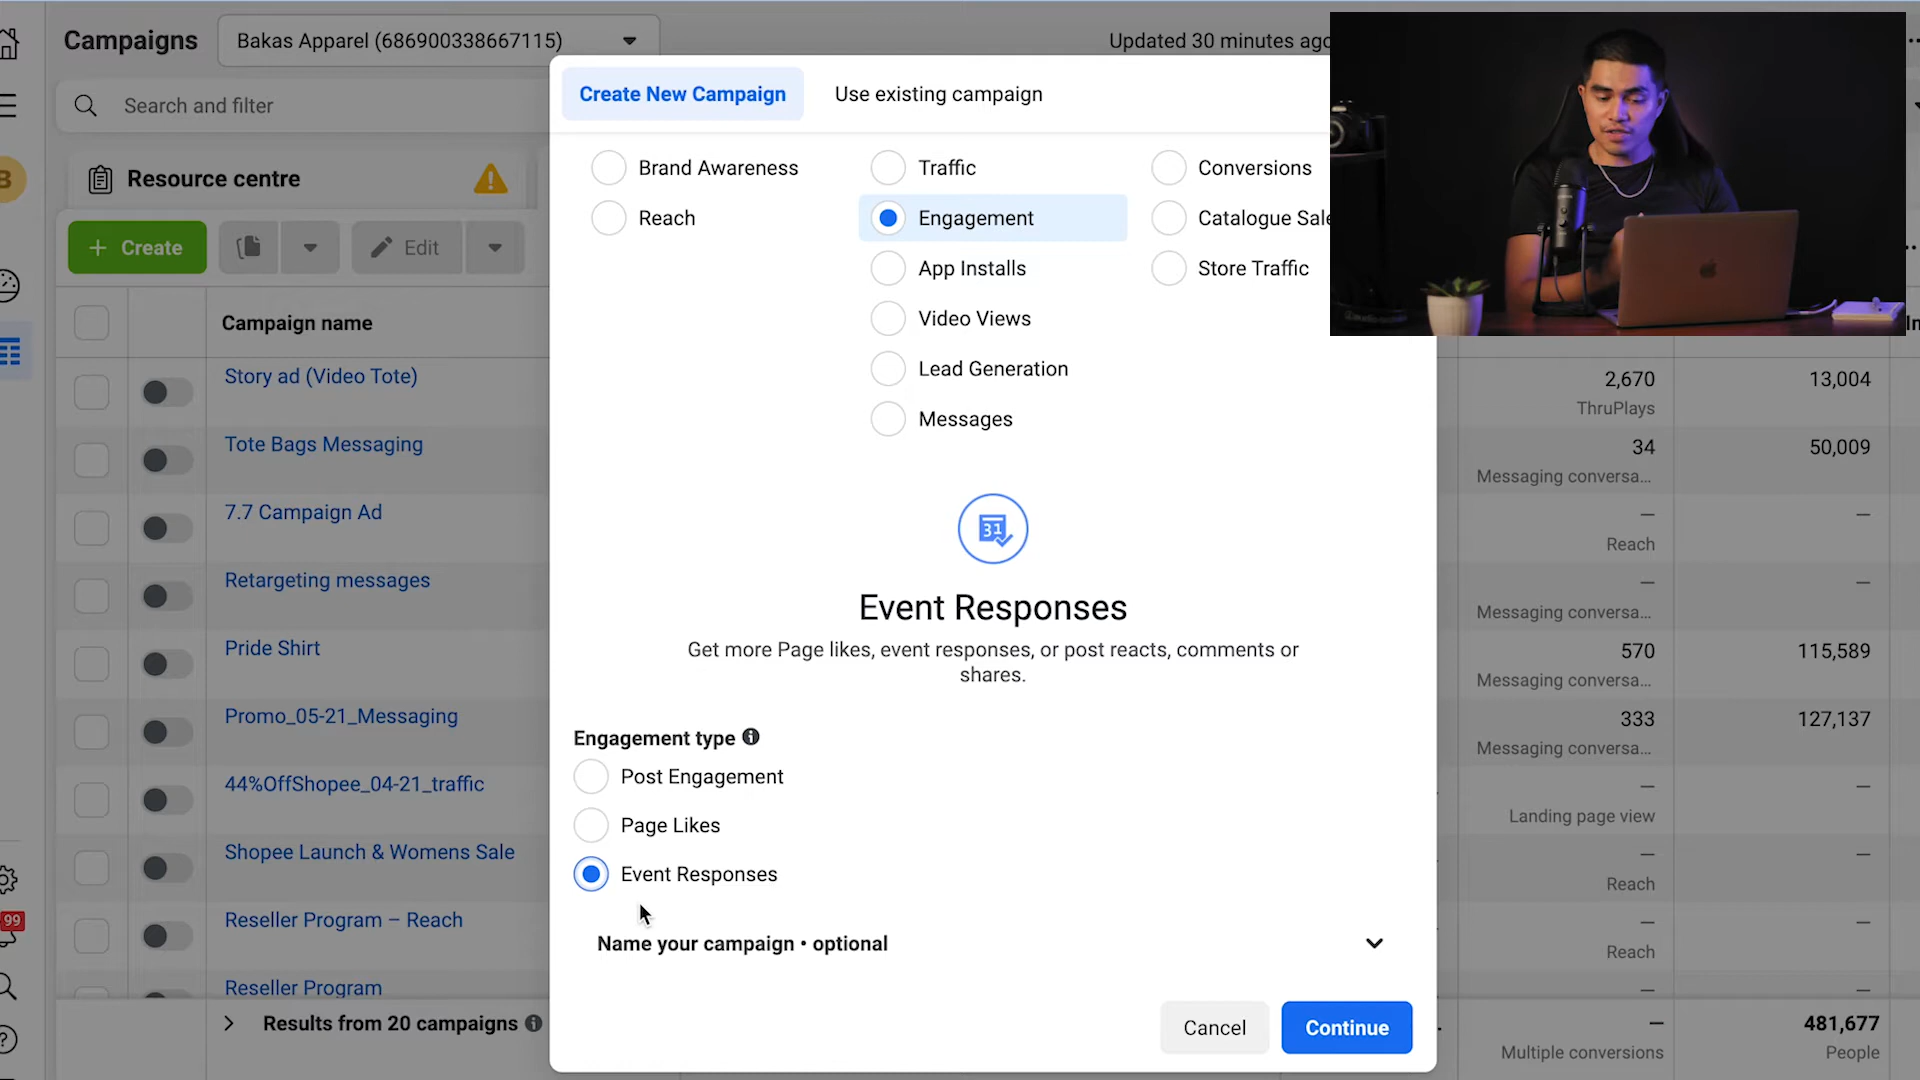 Campaigns
Bakas Apparel (686900338667115)
Updated 30 minutes ago
Search and filter
Resource centre
Create
Edit
Campaign name
Story ad (Video Tote)
Tote Bags Messaging
7.7 Campaign Ad
Retargeting messages
Pride Shirt
Promo_05-21_Messaging
44%OffShopee_04-21_traffic
Shopee Launch & Womens Sale
Reseller Program – Reach
Reseller Program
Results from 20 campaigns
B
99
Create New Campaign
Use existing campaign
Brand Awareness
Reach
Traffic
Engagement
App Installs
Video Views
Lead Generation
Messages
Conversions
Catalogue Sale
Store Traffic
31
Event Responses
Get more Page likes, event responses, or post reacts, comments or
shares.
Engagement type
Post Engagement
Page Likes
Event Responses
Name your campaign • optional
Cancel
Continue
In
2,670 13,004
ThruPlays
34 50,009
Messaging conversa...
— —
Reach
— —
Messaging conversa...
570 115,589
Messaging conversa...
333 127,137
Messaging conversa...
— —
Landing page view
— —
Reach
— —
Reach
— —
— 481,677
Multiple conversions People